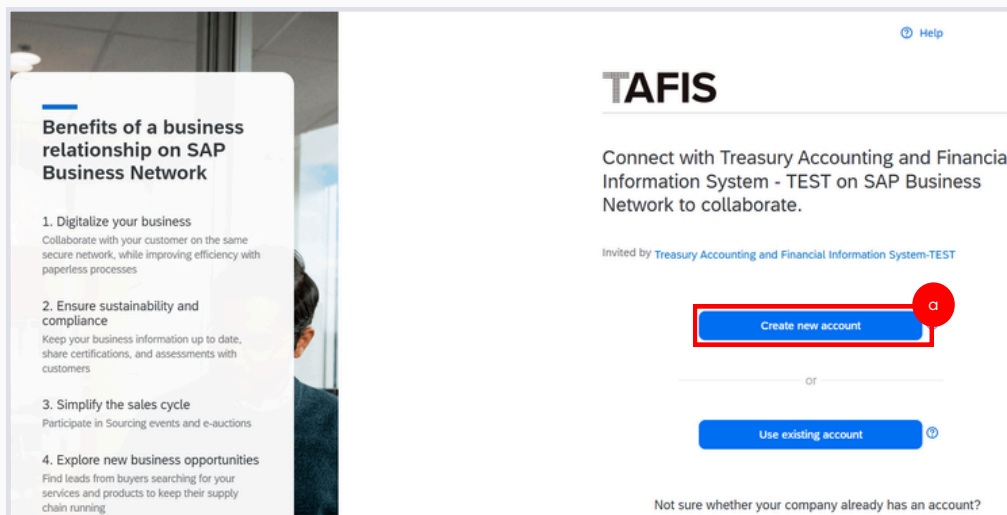 Help
TAFIS
Benefits of a business
relationship on SAP
Business Network
1. Digitalize your business
Collaborate with your customer on the same
secure network, while improving efficiency with
paperless processes
2. Ensure sustainability and
compliance
Keep your business information up to date,
share certifications, and assessments with
customers
3. Simplify the sales cycle
Participate in Sourcing events and e-auctions
4. Explore new business opportunities
Find leads from buyers searching for your
services and products to keep their supply
chain running
Connect with Treasury Accounting and Financia
Information System - TEST on SAP Business
Network to collaborate.
Invited by Treasury Accounting and Financial Information System-TEST
a
Create new account
or
Use existing account
Not sure whether your company already has an account?